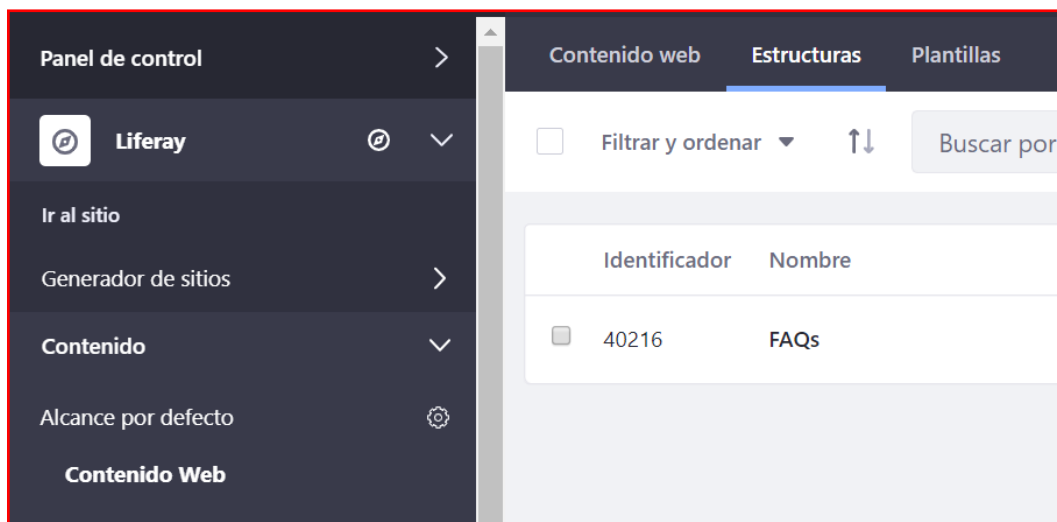 Panel de control
Liferay
Ir al sitio
Generador de sitios
Contenido
Alcance por defecto
Contenido Web
Contenido web Estructuras Plantillas
Filtrar y ordenar Buscar por
Identificador Nombre
40216 FAQs